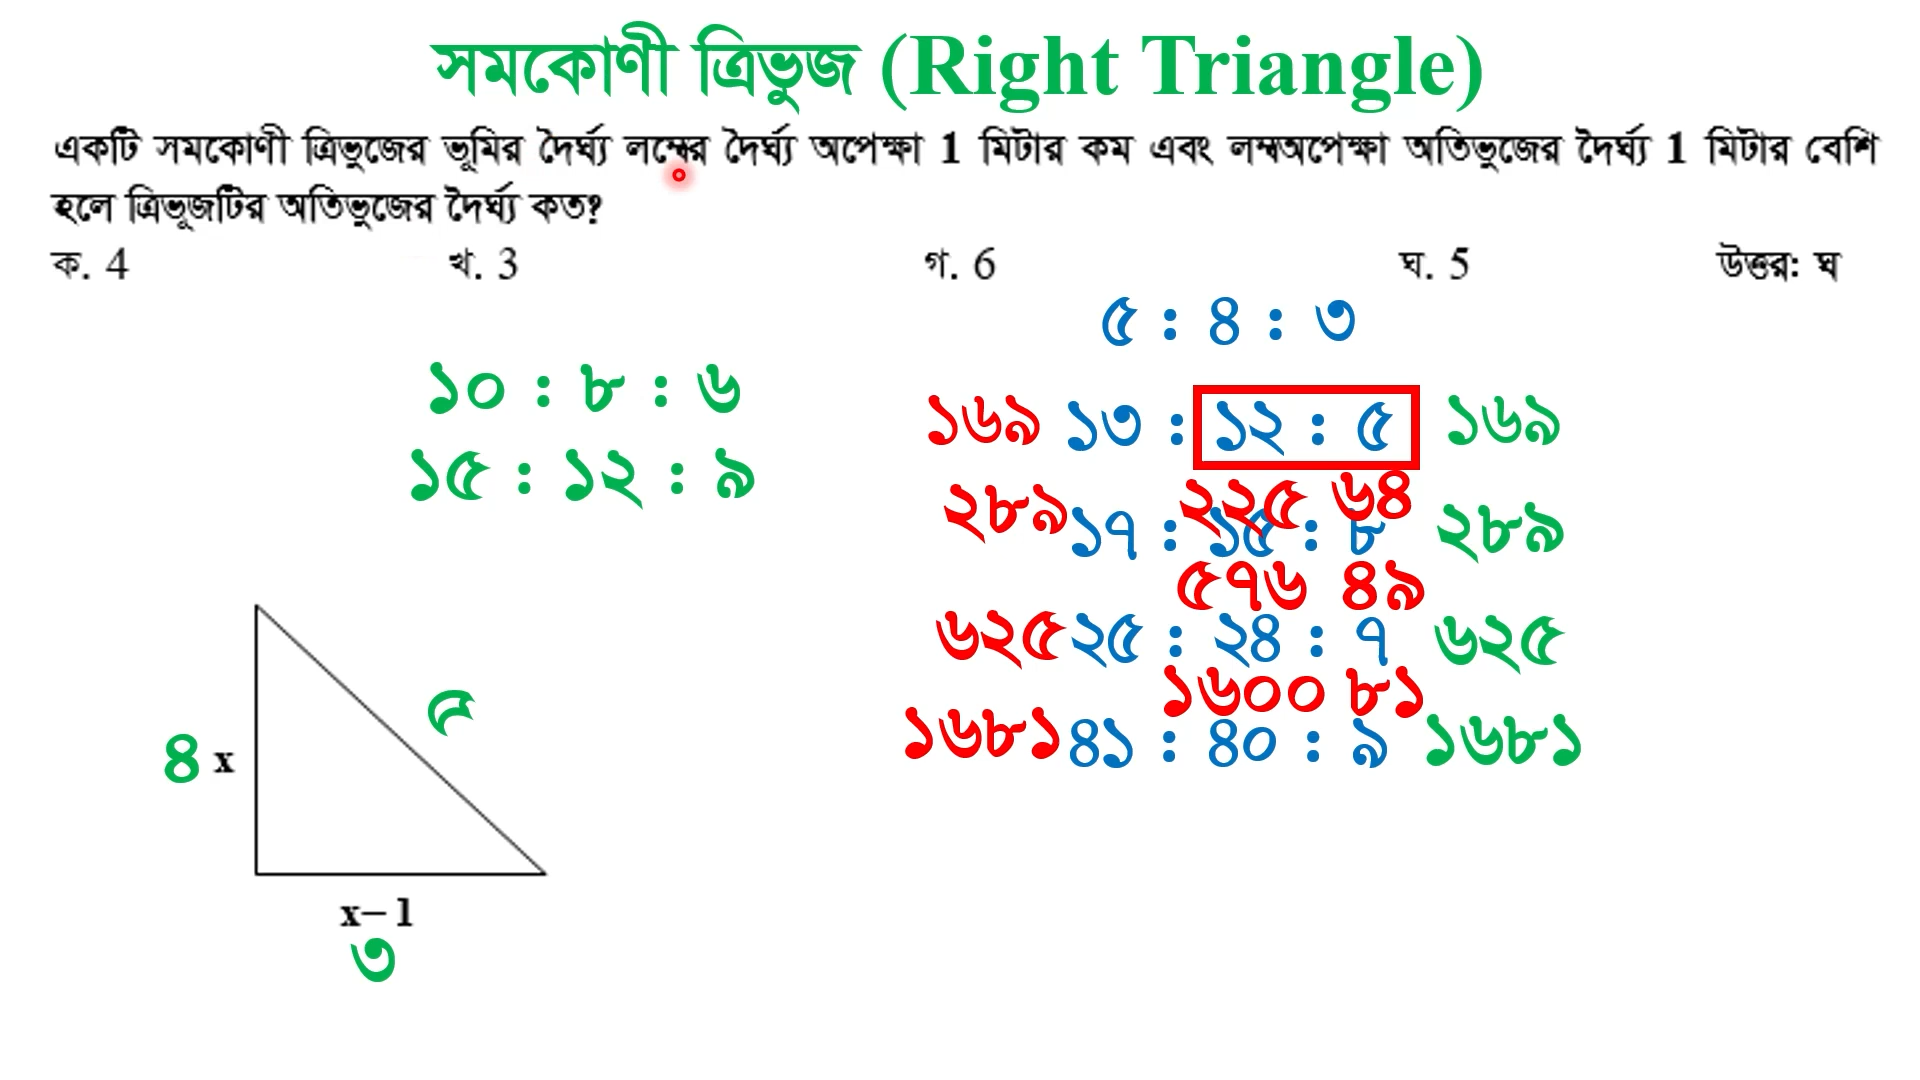 সমকোণী ত্রিভুজ (Right Triangle)
একটি সমকোণী ত্রিভুজের ভূমির দৈর্ঘ্য লম্বের দৈর্ঘ্য অপেক্ষা 1 মিটার কম এবং লম্বঅপেক্ষা অতিভুজের দৈর্ঘ্য 1 মিটার বেশি
হলে ত্রিভূজটির অতিভুজের দৈর্ঘ্য কত?
ক. 4 খ. 3 গ. 6 ঘ. 5 উত্তর: ঘ
৫ : ৪ : ৩
১০ : ৮ : ৬
১৫ : ১২ : ৯
১৬৯ ১৩ : ১২ : ৫ ১৬৯
২২৫ ৬৪
২৮৯ ১৭ : ১৫ : ৮ ২৮৯
৫৭৬ ৪৯
৬২৫ ২৫ : ২৪ : ৭ ৬২৫
১৬০০ ৮১
১৬৮১ ৪১ : ৪০ : ৯ ১৬৮১
৫
৪ x
x– 1
৩